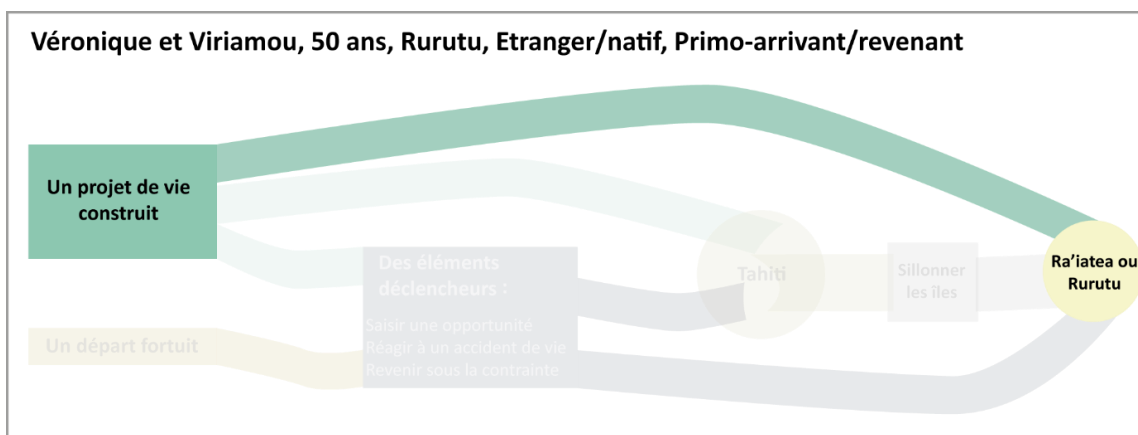 Véronique et Viriamou, 50 ans, Rurutu, Etranger/natif, Primo-arrivant/revenant
Un projet de vie
construit
Des éléments
déclencheurs :
Saisir une opportunité
Réagir à un accident de vie
Revenir sous la contrainte
Un départ fortuit
Tahiti
Sillonner
les îles
Ra'iatea ou
Rurutu